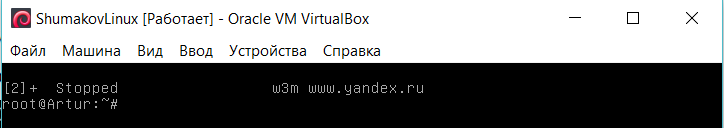 ShumakovLinux [Работает] - Oracle VM VirtualBox
Файл Машина Вид Ввод Устройства Справка
[2]+  Stopped                 w3m www.yandex.ru
root@Artur:~#